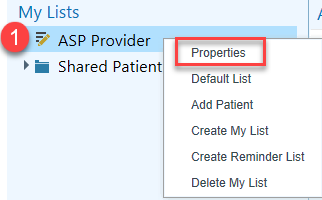 My Lists
1
ASP Provider
Shared Patient
Properties
Default List
Add Patient
Create My List
Create Reminder List
Delete My List